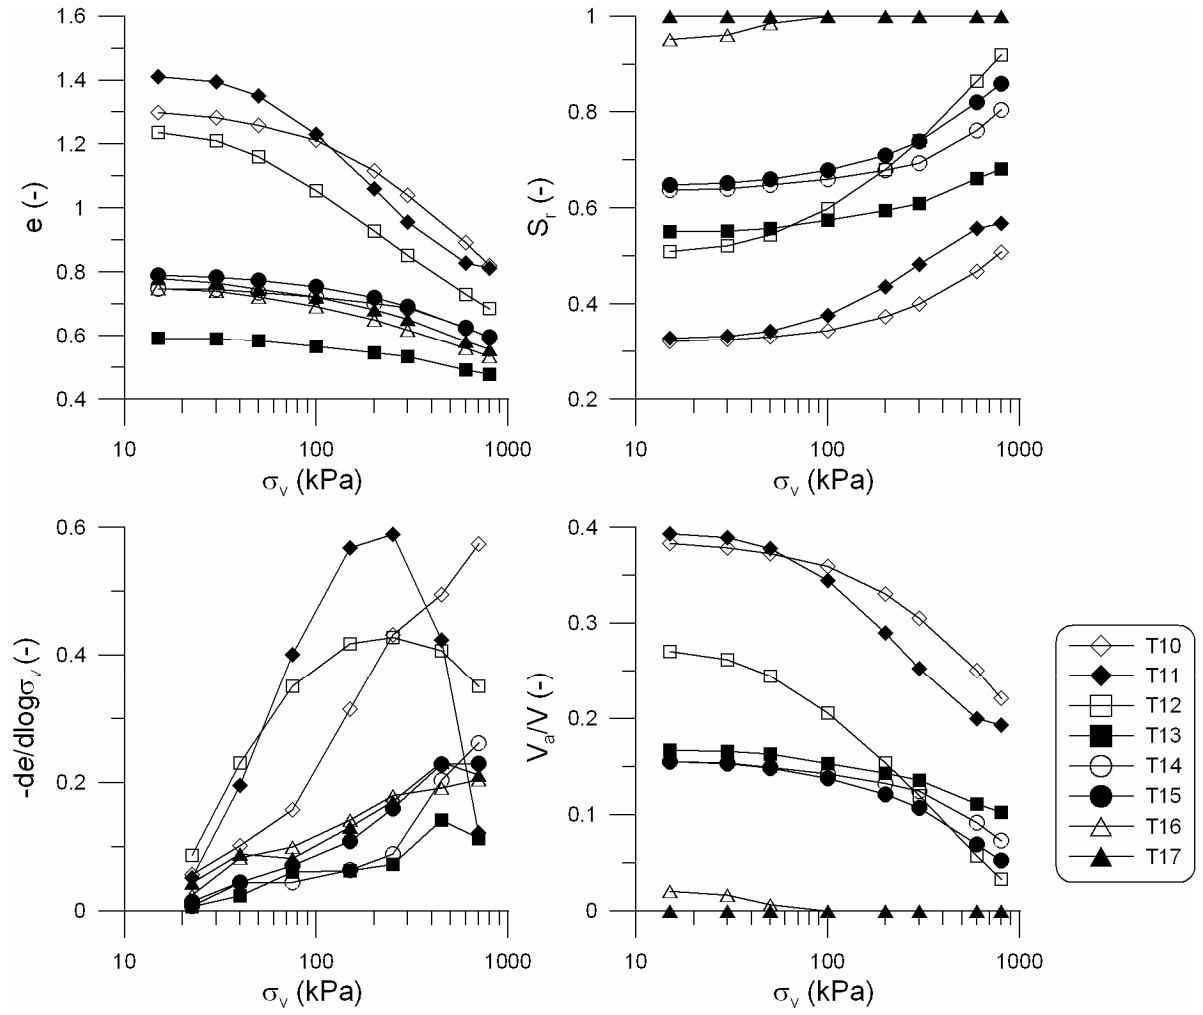 1.6
1.4
1.2
1
0.8
0.6
0.4
e (-)
10 100 1000
σv (kPa)
1
0.8
0.6
0.4
0.2
Sr (-)
10 100 1000
σv (kPa)
0.6
0.4
0.2
0
-de/dlogσv (-)
10 100 1000
σv (kPa)
0.4
0.3
0.2
0.1
0
Va/V (-)
10 100 1000
σv (kPa)
T10
T11
T12
T13
T14
T15
T16
T17